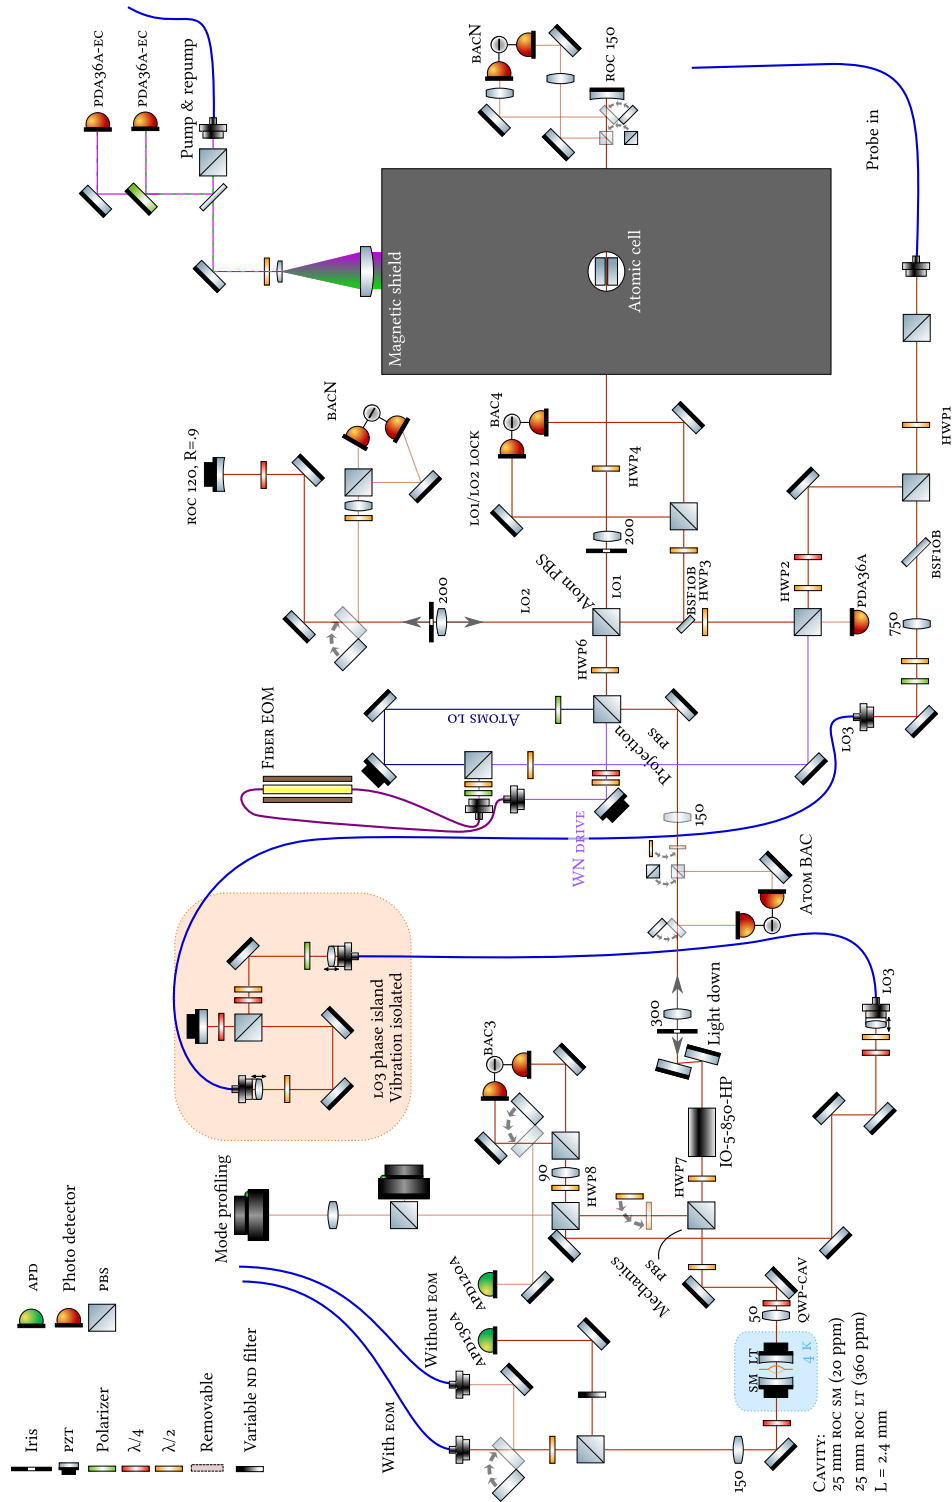 PDA36A-EC
PDA36A-EC
Pump & repump
BACN
ROC 150
Probe in
Magnetic shield
Atomic cell
ROC 120, R=.9
BACN
LO1/LO2 LOCK
BAC4
HWP4
HWP1
200
LO2
Atom PBS
LO1
200
BSF10B
HWP3
HWP2
PDA36A
BSF10B
750
HWP6
Fiber EOM
Atoms LO
Projection
PBS
LO3
WN DRIVE
150
Atom BAC
LO3 phase island
Vibration isolated
300
Light down
LO3
BAC3
IO-5-850-HP
90
HWP8
HWP7
Mode profiling
Mechanics
PBS
APD120A
APD130A
Without EOM
With EOM
50
QWP-CAV
SM
LT
4 K
150
Cavity:
25 mm ROC SM (20 ppm)
25 mm ROC LT (360 ppm)
L = 2.4 mm
APD
Photo detector
PBS
Iris
PZT
Polarizer
λ/4
λ/2
Removable
Variable ND filter